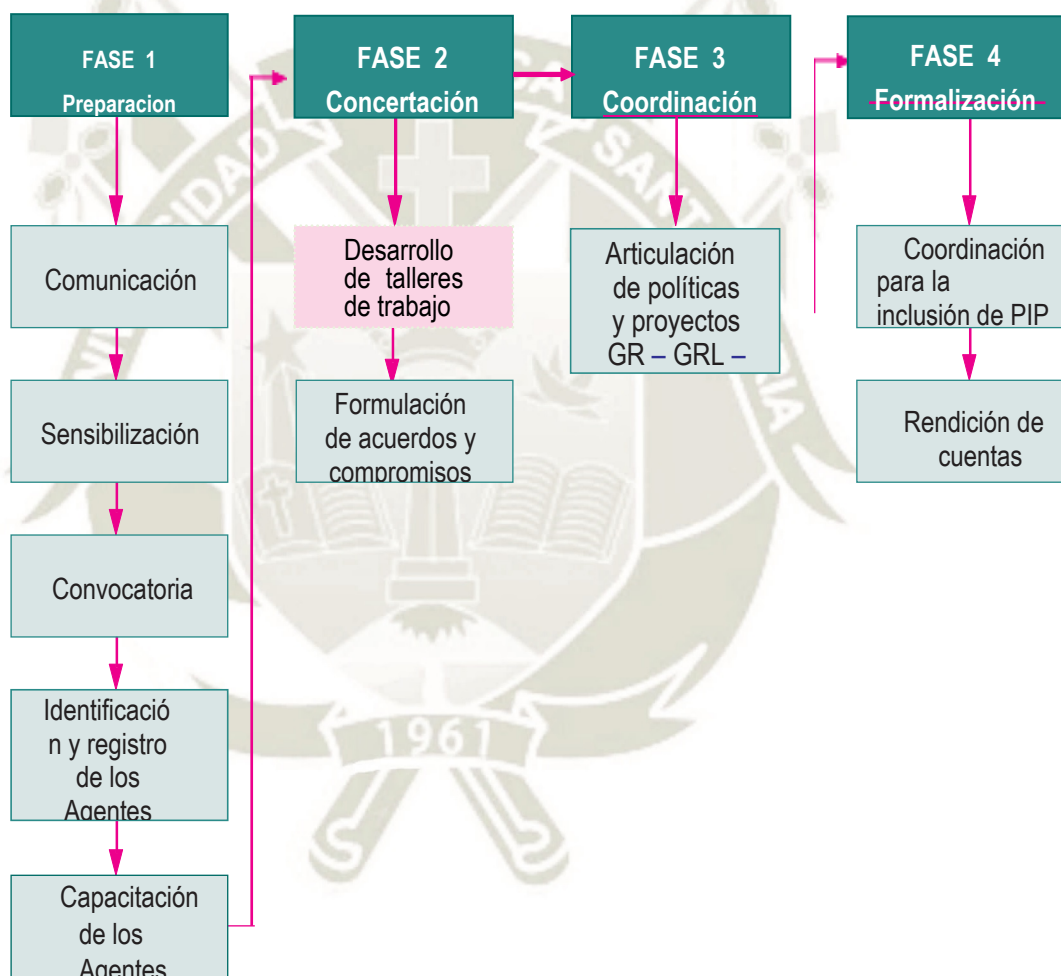 FASE 1
Preparacion
Comunicación
Sensibilización
Convocatoria
Identificació
n y registro
de los
Agentes
Capacitación
de los
Agentes
FASE 2
Concertación
Desarrollo
de talleres
de trabajo
Formulación
de acuerdos y
compromisos
FASE 3
Coordinación
Articulación
de políticas
y proyectos
GR – GRL –
FASE 4
Formalización
Coordinación
para la
inclusión de PIP
Rendición de
cuentas
1961